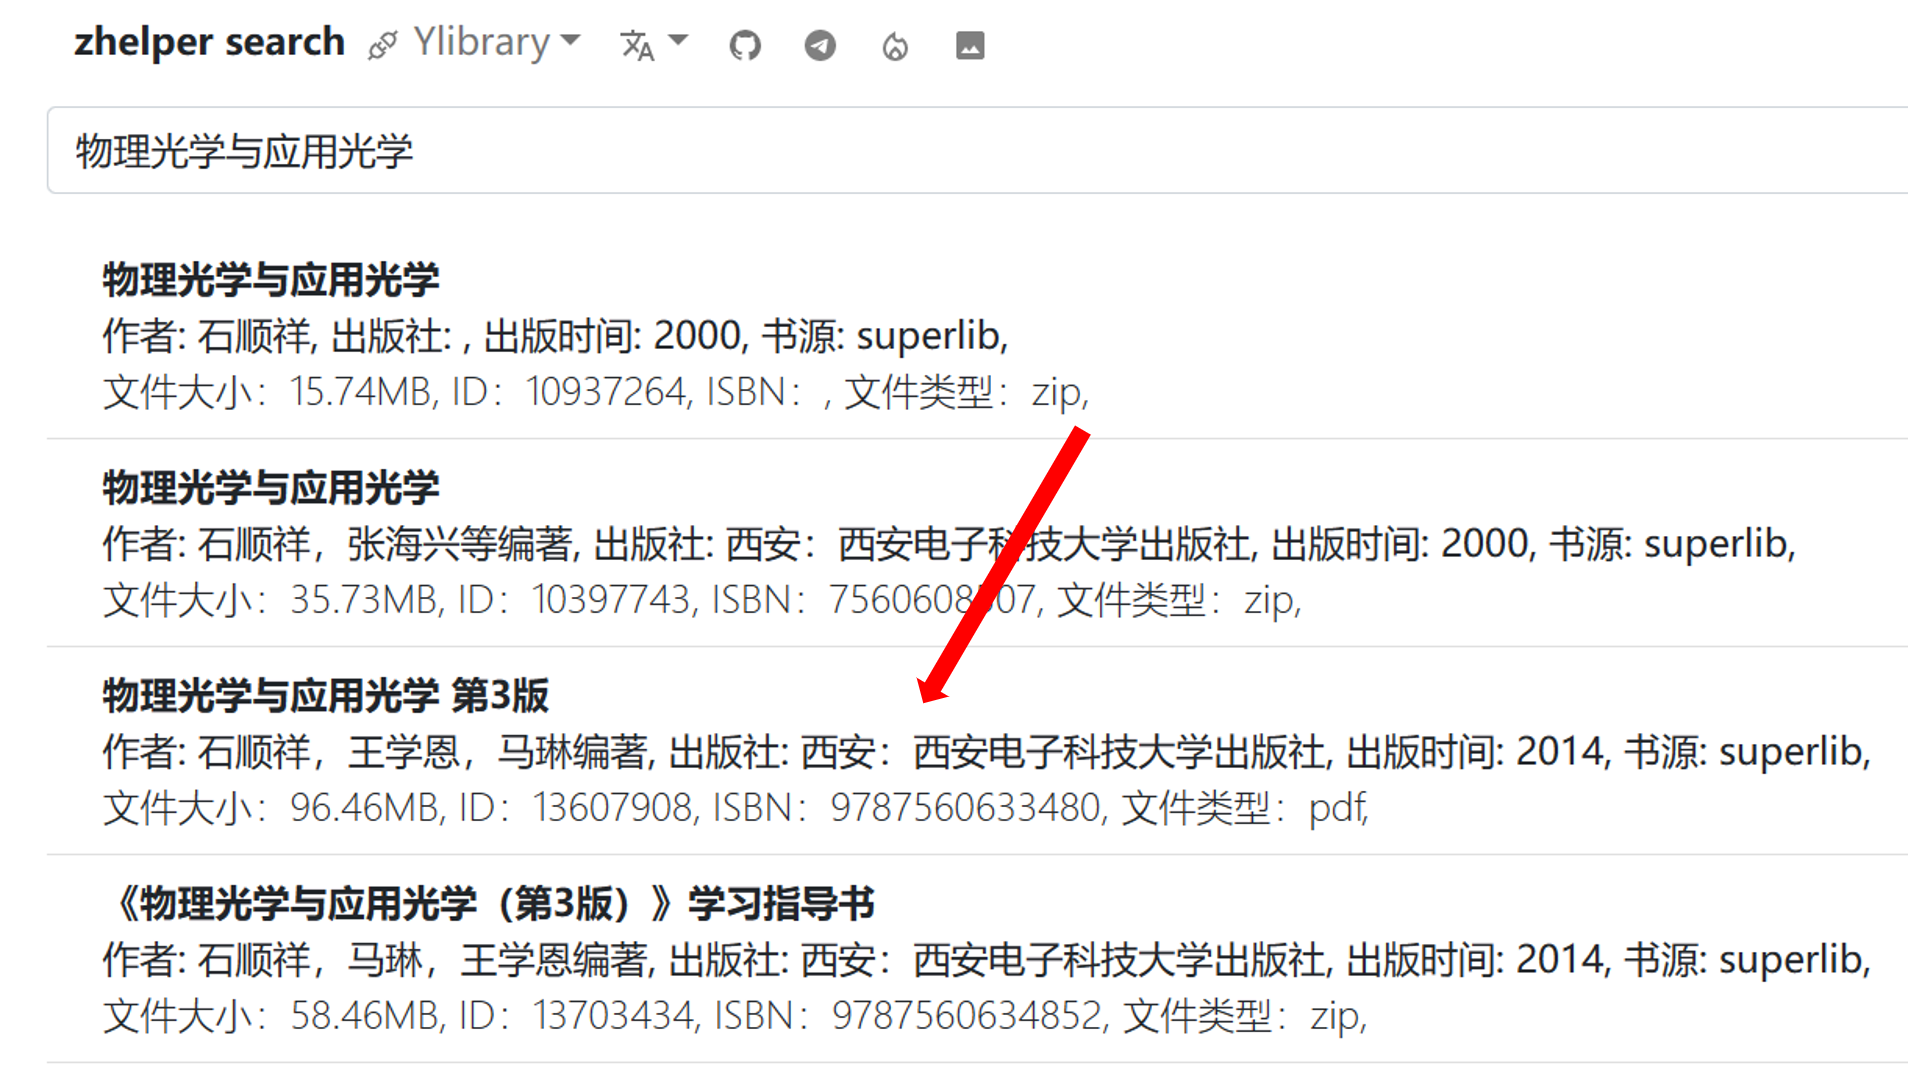 zhelper search Ylibrary
物理光学与应用光学
物理光学与应用光学
作者: 石顺祥, 出版社: , 出版时间: 2000, 书源: superlib,
文件大小：15.74MB, ID：10937264, ISBN：, 文件类型：zip,
物理光学与应用光学
作者: 石顺祥，张海兴等编著, 出版社: 西安：西安电子科技大学出版社, 出版时间: 2000, 书源: superlib,
文件大小：35.73MB, ID：10397743, ISBN：, 文件类型：zip,
物理光学与应用光学 第3版
作者: 石顺祥，王学恩，马琳编著, 出版社: 西安：西安电子科技大学出版社, 出版时间: 2014, 书源: superlib,
文件大小：96.46MB, ID：13607908, ISBN：9787560633480, 文件类型：pdf,
《物理光学与应用光学（第3版）》学习指导书
作者: 石顺祥，马琳，王学恩编著, 出版社: 西安：西安电子科技大学出版社, 出版时间: 2014, 书源: superlib,
文件大小：58.46MB, ID：13703434, ISBN：9787560634852, 文件类型：zip,